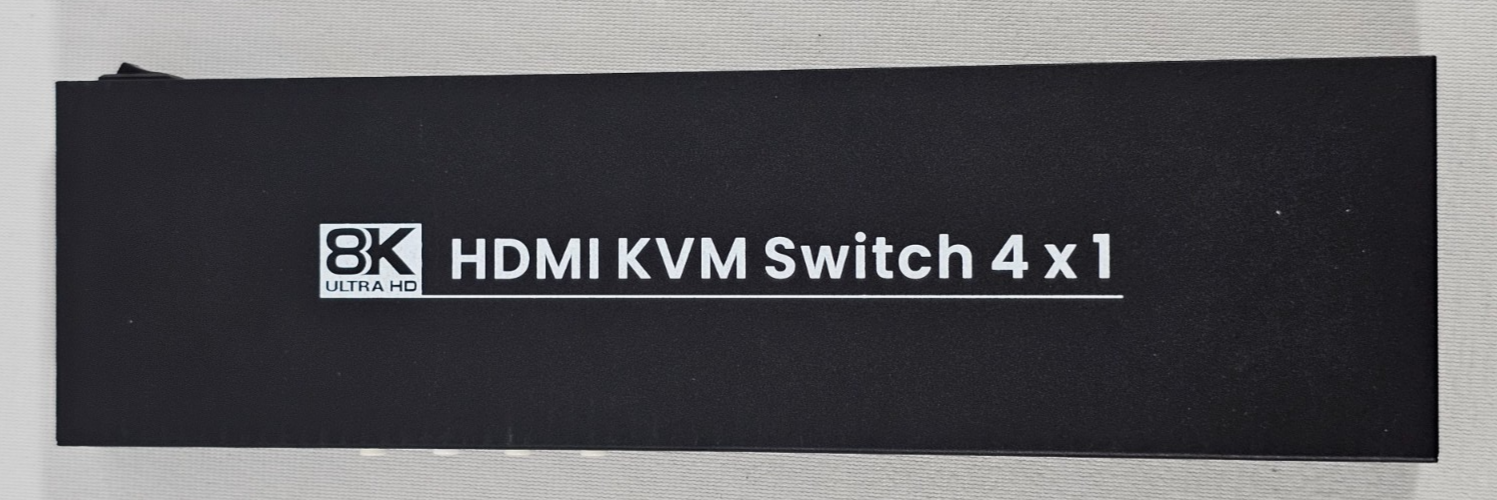 8K HDMI KVM Switch 4 x 1
ULTRA HD